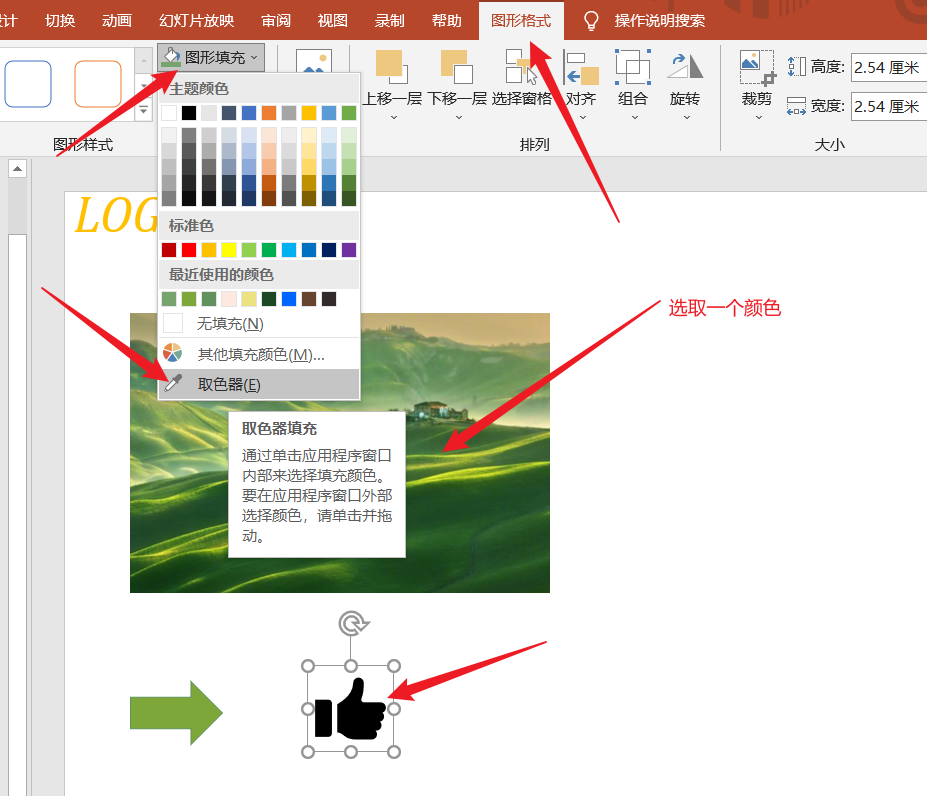 计 切换 动画 幻灯片放映 审阅 视图 录制 帮助 图形格式 操作说明搜索
图形填充
高度: 2.54 厘米
上移一层 下移一层 选择窗格 对齐 组合 旋转 裁剪
宽度: 2.54 厘米
图形样式 排列 大小
主题颜色
LOG
标准色
最近使用的颜色
无填充(N)
其他填充颜色(M)...
取色器(E)
选取一个颜色
取色器填充
通过单击应用程序窗口
内部来选择填充颜色。
要在应用程序窗口外部
选择颜色，请单击并拖
动。